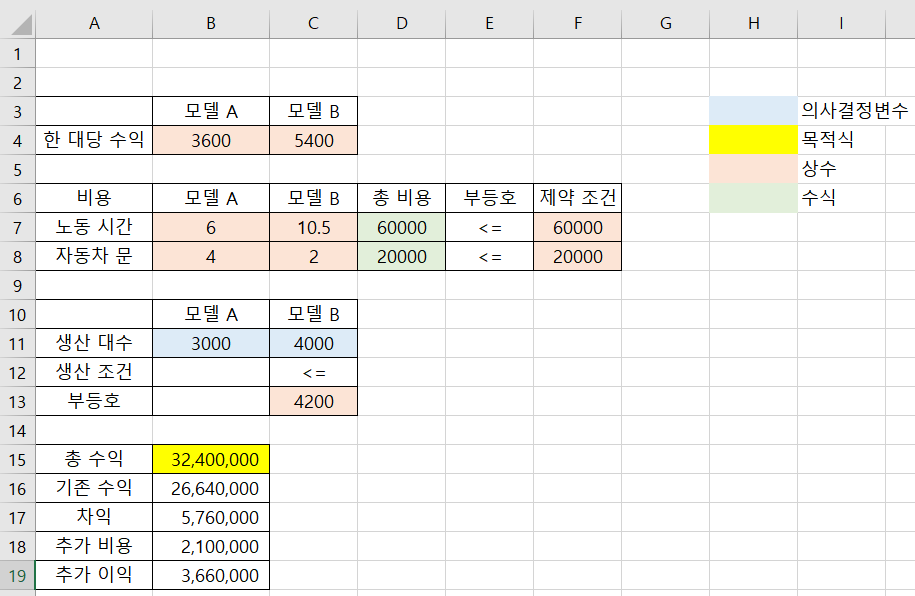 A B C D E F G H I
1
2
3 모델 A 모델 B 의사결정변수
4 한 대당 수익 3600 5400 목적식
5 상수
6 비용 모델 A 모델 B 총 비용 부등호 제약 조건 수식
7 노동 시간 6 10.5 60000 <= 60000
8 자동차 문 4 2 20000 <= 20000
9
10 모델 A 모델 B
11 생산 대수 3000 4000
12 생산 조건 <=
13 부등호 4200
14
15 총 수익 32,400,000
16 기존 수익 26,640,000
17 차익 5,760,000
18 추가 비용 2,100,000
19 추가 이익 3,660,000